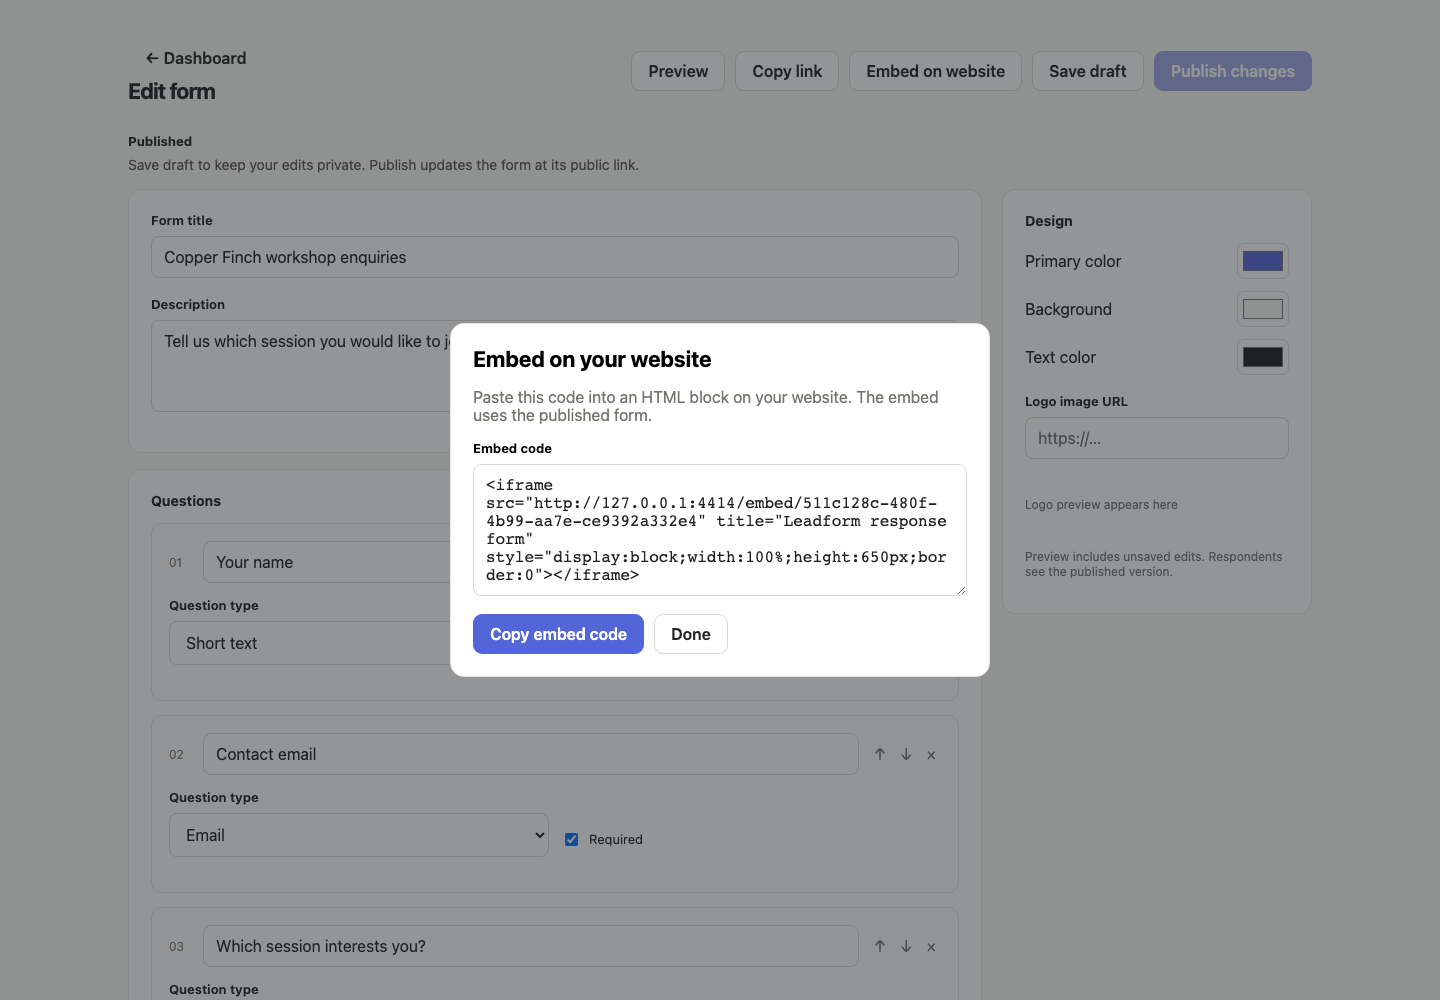 ← Dashboard
Edit form
Preview
Copy link
Embed on website
Save draft
Publish changes
Published
Save draft to keep your edits private. Publish updates the form at its public link.
Form title
Copper Finch workshop enquiries
Description
Tell us which session you would like to
Questions
01
Your name
Question type
Short text
02
Contact email
↑ ↓ ×
Question type
Email
Required
03
Which session interests you?
↑ ↓ ×
Question type
Design
Primary color
Background
Text color
Logo image URL
https://...
Logo preview appears here
Preview includes unsaved edits. Respondents
see the published version.
Embed on your website
Paste this code into an HTML block on your website. The embed
uses the published form.
Embed code
<iframe
src="http://127.0.0.1:4414/embed/511c128c-480f-
4b99-aa7e-ce9392a332e4" title="Leadform response
form"
style="display:block;width:100%;height:650px;bor
der:0"></iframe>
Copy embed code
Done